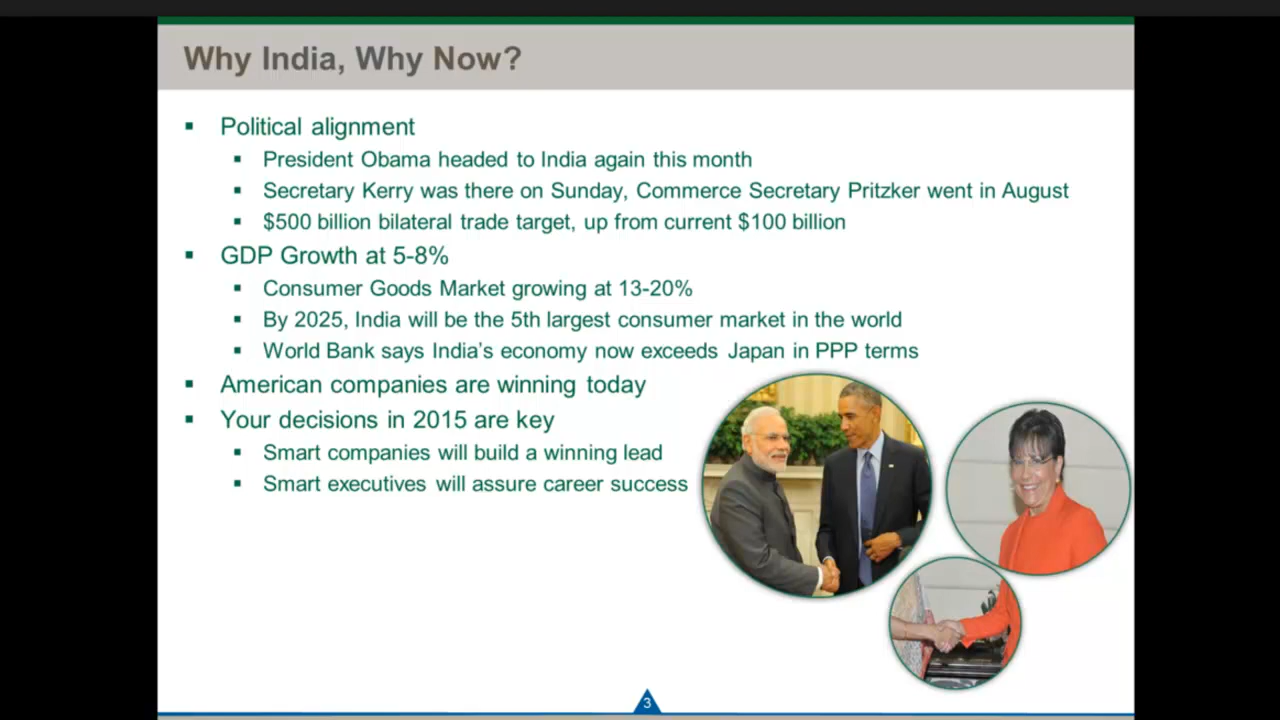 Why India, Why Now?
Political alignment
President Obama headed to India again this month
Secretary Kerry was there on Sunday, Commerce Secretary Pritzker went in August
$500 billion bilateral trade target, up from current $100 billion
GDP Growth at 5-8%
Consumer Goods Market growing at 13-20%
By 2025, India will be the 5th largest consumer market in the world
World Bank says India’s economy now exceeds Japan in PPP terms
American companies are winning today
Your decisions in 2015 are key
Smart companies will build a winning lead
Smart executives will assure career success
3